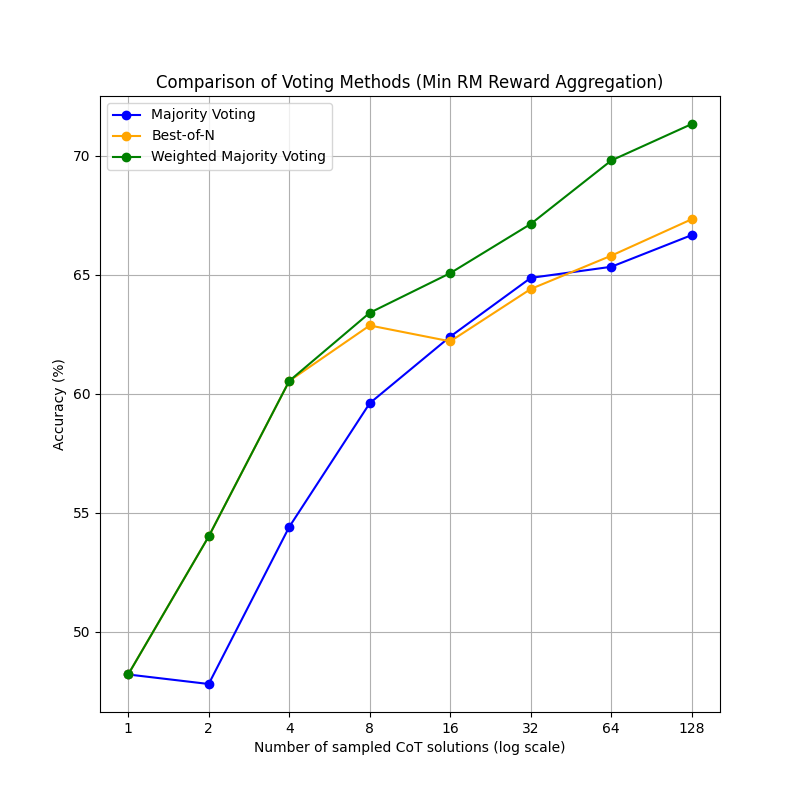 Comparison of Voting Methods (Min RM Reward Aggregation)
Majority Voting
Best-of-N
Weighted Majority Voting
70
65
60
55
50
Accuracy (%)
1 2 4 8 16 32 64 128
Number of sampled CoT solutions (log scale)